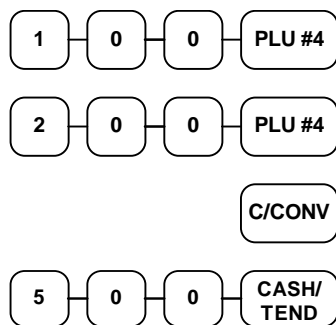 1 0 0 PLU #4
2 0 0 PLU #4
C/CONV
5 0 0 CASH/
TEND